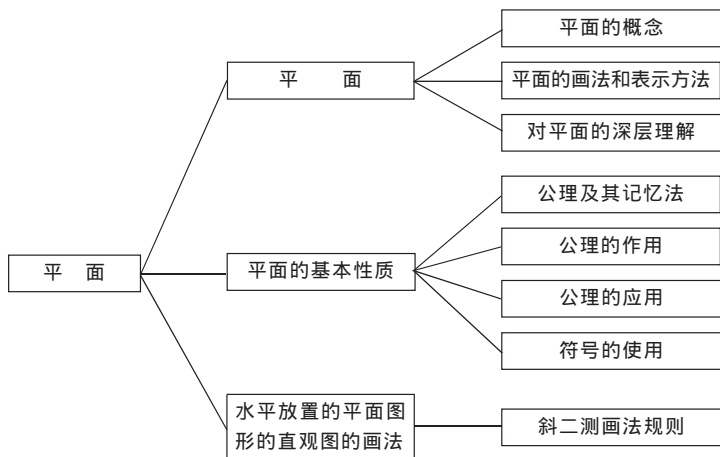 平面的概念
平 面
平面的画法和表示方法
对平面的深层理解
公理及其记忆法
公理的作用
平 面
平面的基本性质
公理的应用
符号的使用
水平放置的平面图
形的直观图的画法
斜二测画法规则